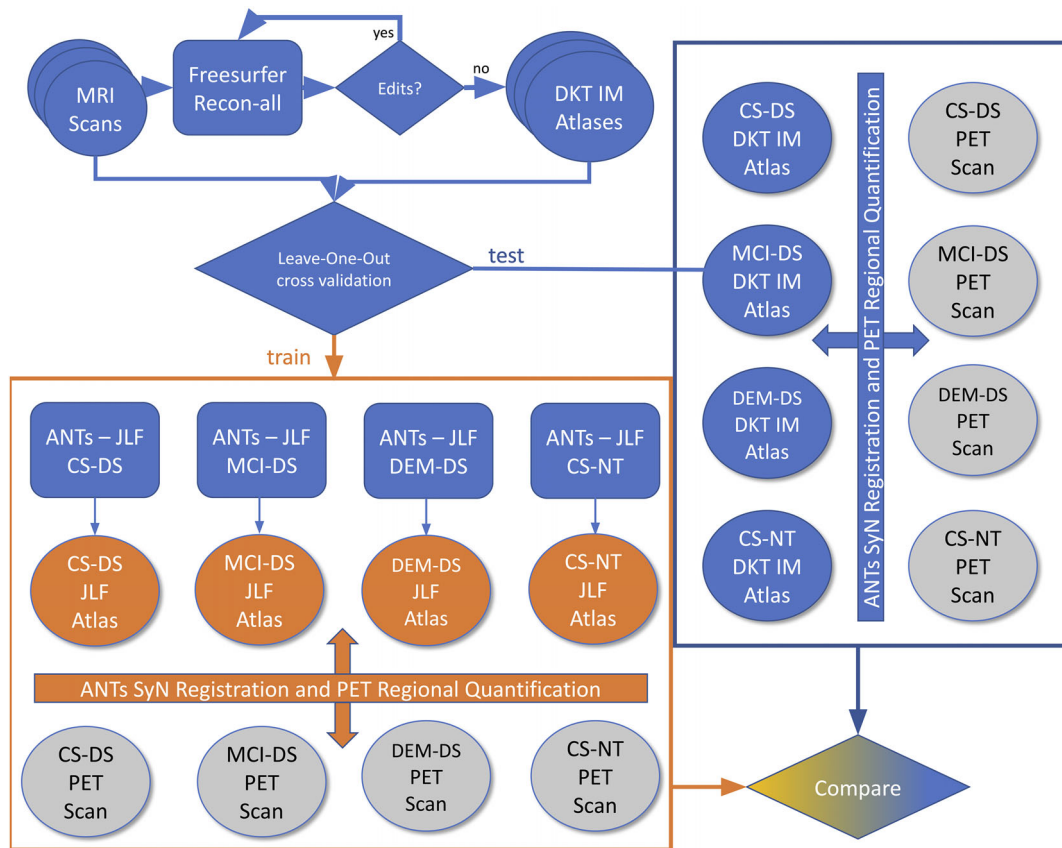 yes
MRI
Scans
Freesurfer
Recon-all
Edits?
no
DKT IM
Atlases
Leave-One-Out
cross validation
test
train
CS-DS
DKT IM
Atlas
CS-DS
PET
Scan
MCI-DS
DKT IM
Atlas
MCI-DS
PET
Scan
DEM-DS
DKT IM
Atlas
DEM-DS
PET
Scan
CS-NT
DKT IM
Atlas
CS-NT
PET
Scan
ANTs SyN Registration and PET Regional Quantification
ANTs – JLF
CS-DS
ANTs – JLF
MCI-DS
ANTs – JLF
DEM-DS
ANTs – JLF
CS-NT
CS-DS
JLF
Atlas
MCI-DS
JLF
Atlas
DEM-DS
JLF
Atlas
CS-NT
JLF
Atlas
ANTs SyN Registration and PET Regional Quantification
CS-DS
PET
Scan
MCI-DS
PET
Scan
DEM-DS
PET
Scan
CS-NT
PET
Scan
Compare